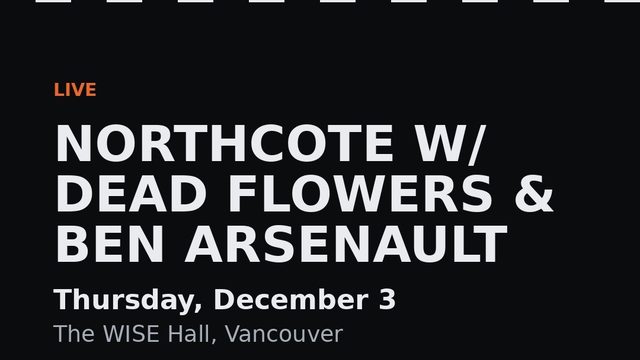 LIVE
NORTHCOTE W/
DEAD FLOWERS &
BEN ARSENAULT
Thursday, December 3
The WISE Hall, Vancouver